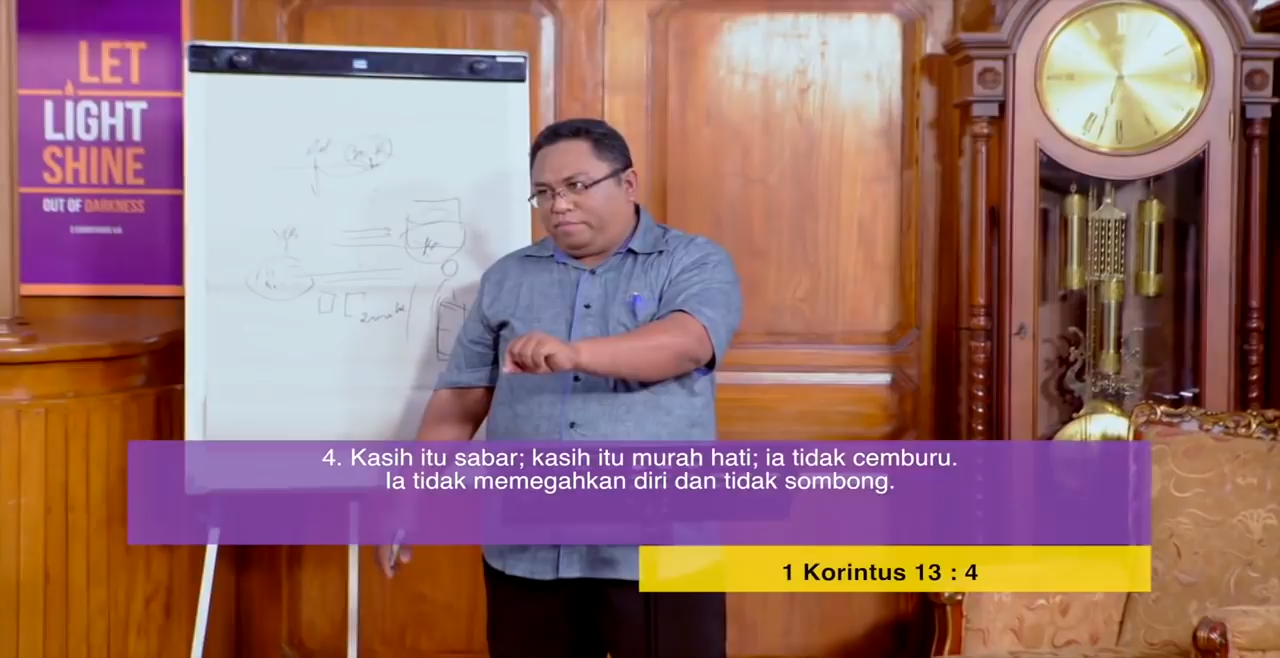 LET
LIGHT
SHINE
OUT OF DARKNESS
4. Kasih itu sabar; kasih itu murah hati; ia tidak cemburu.
Ia tidak memegahkan diri dan tidak sombong.
1 Korintus 13 : 4